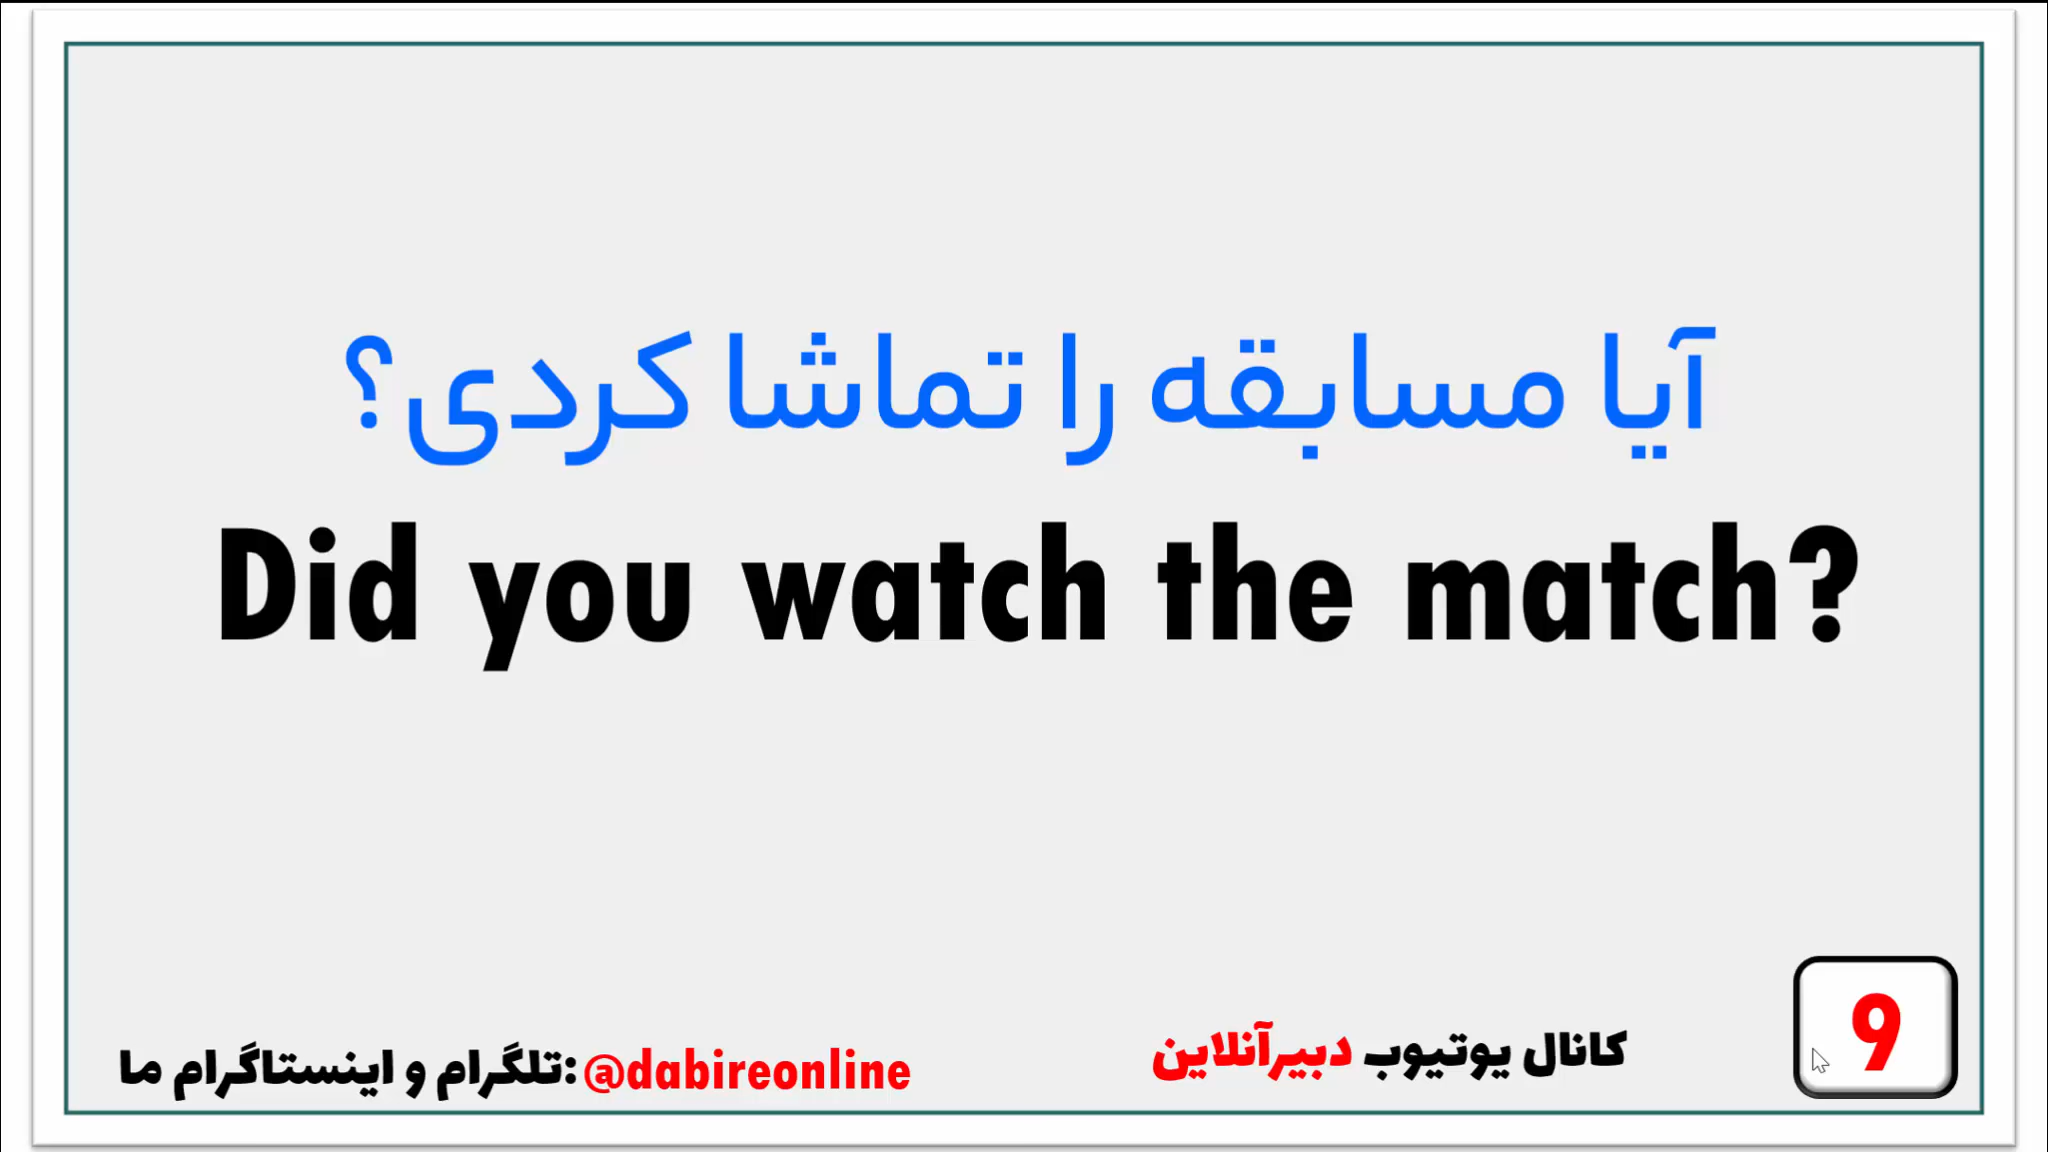 آیا مسابقه را تماشا کردی؟
Did you watch the match?
کانال یوتیوب دبیرآنلاین
تلگرام و اینستاگرام ما: @dabireonline
9